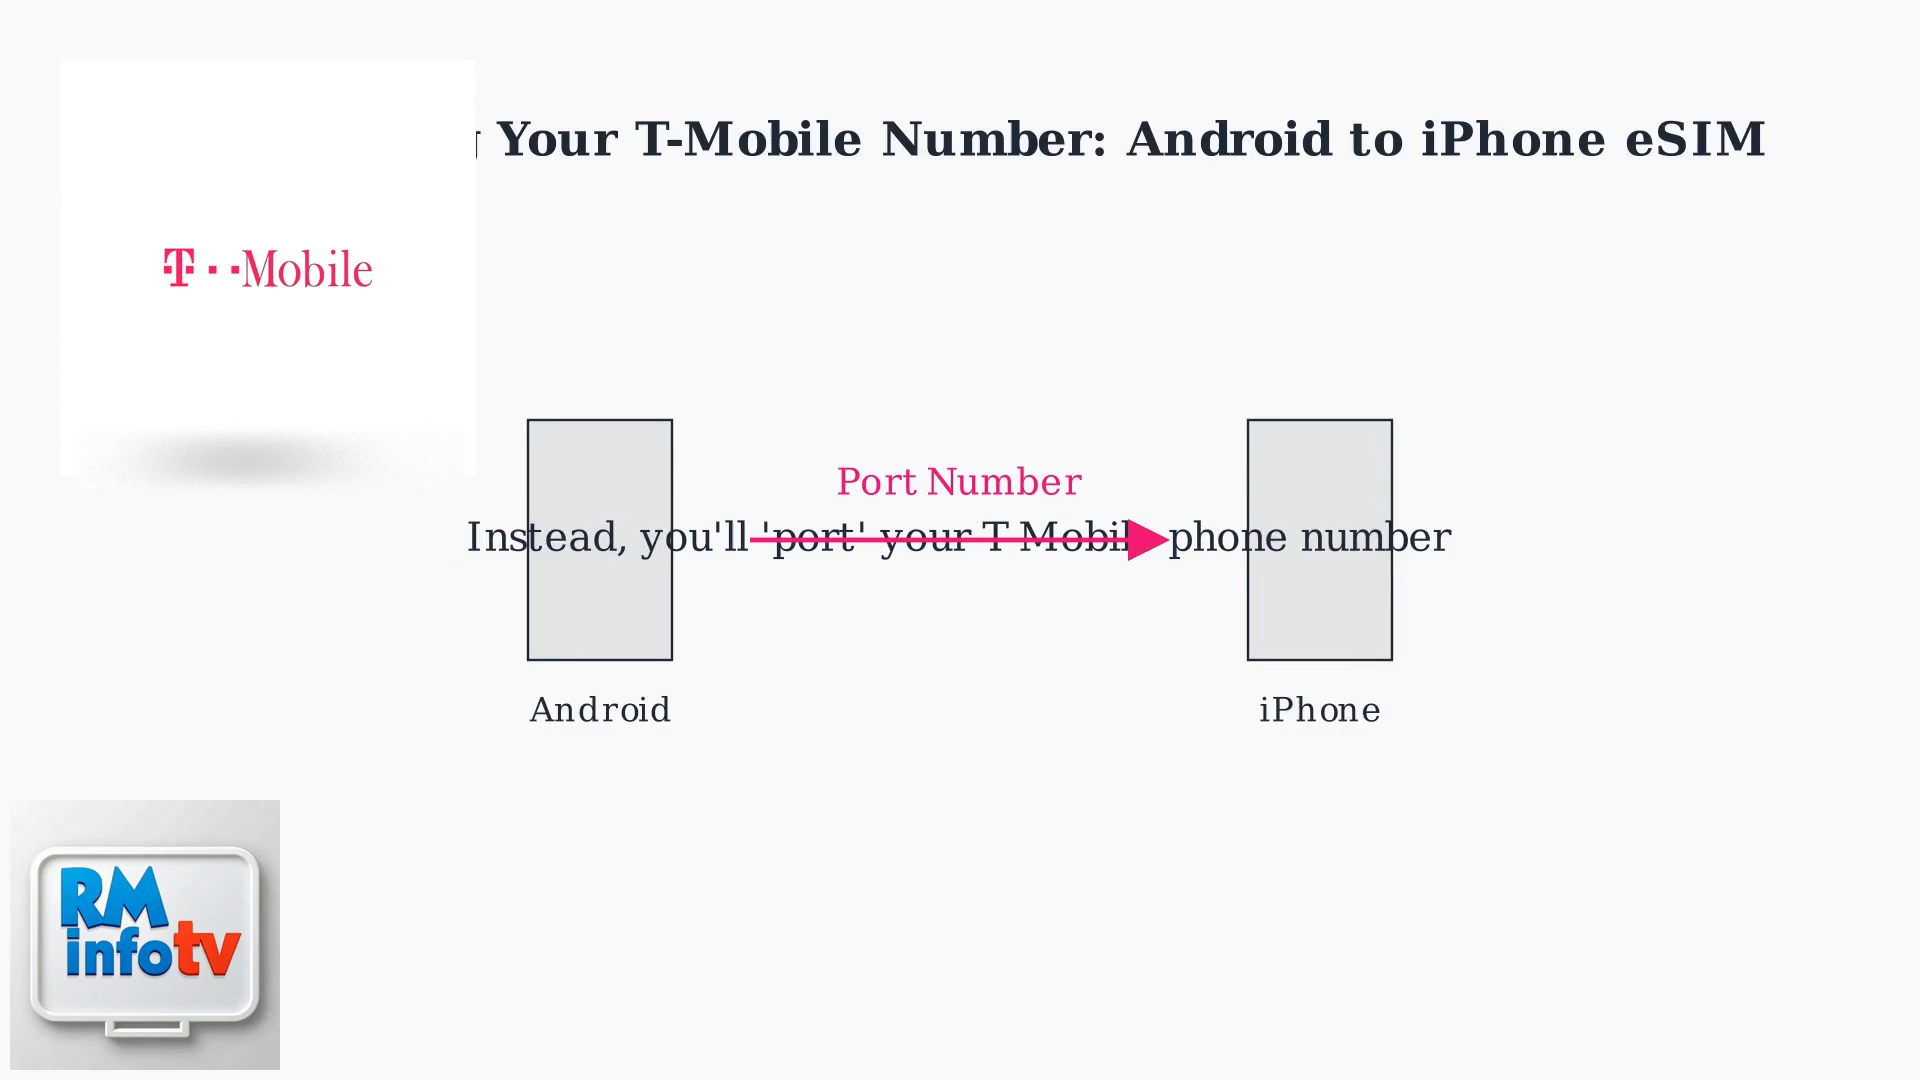 Your T-Mobile Number: Android to iPhone eSIM
T··Mobile
Port Number
Instead, you'll 'port' your T-Mobile phone number
Android
iPhone
RM
infotv